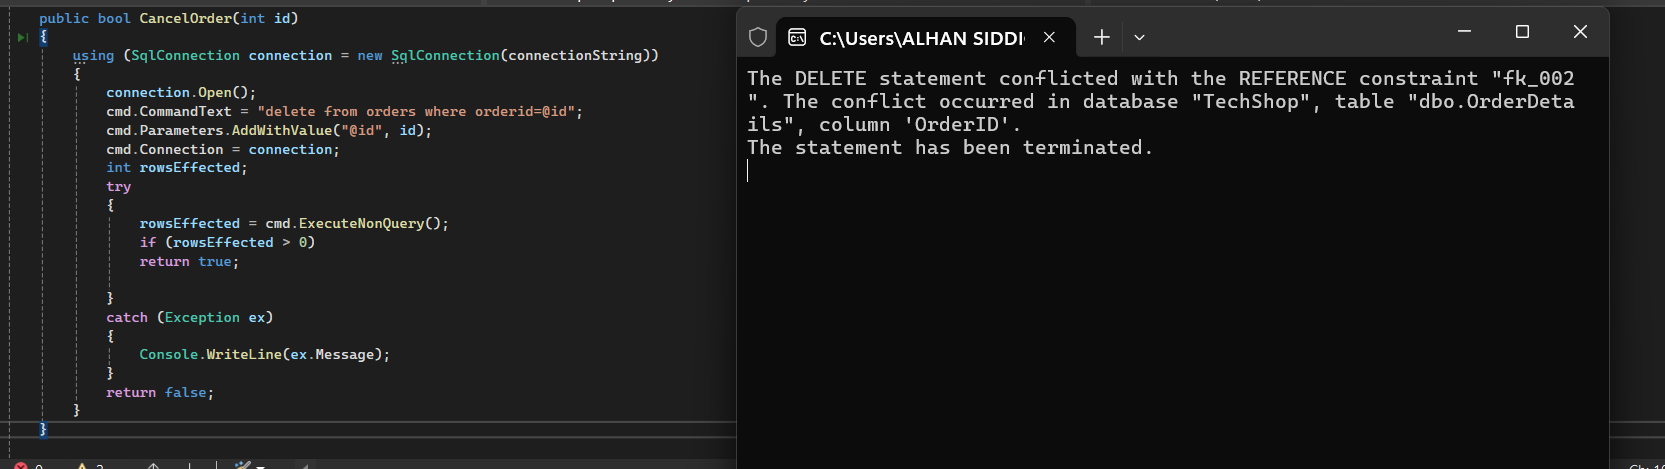 public bool CancelOrder(int id)
{
using (SqlConnection connection = new SqlConnection(connectionString))
{
connection.Open();
cmd.CommandText = "delete from orders where orderid=@id";
cmd.Parameters.AddWithValue("@id", id);
cmd.Connection = connection;
int rowsEffected;
try
{
rowsEffected = cmd.ExecuteNonQuery();
if (rowsEffected > 0)
return true;
}
catch (Exception ex)
{
Console.WriteLine(ex.Message);
}
return false;
}
}
C:\Users\ALHAN SIDDI
The DELETE statement conflicted with the REFERENCE constraint "fk_002
". The conflict occurred in database "TechShop", table "dbo.OrderDeta
ils", column 'OrderID'.
The statement has been terminated.